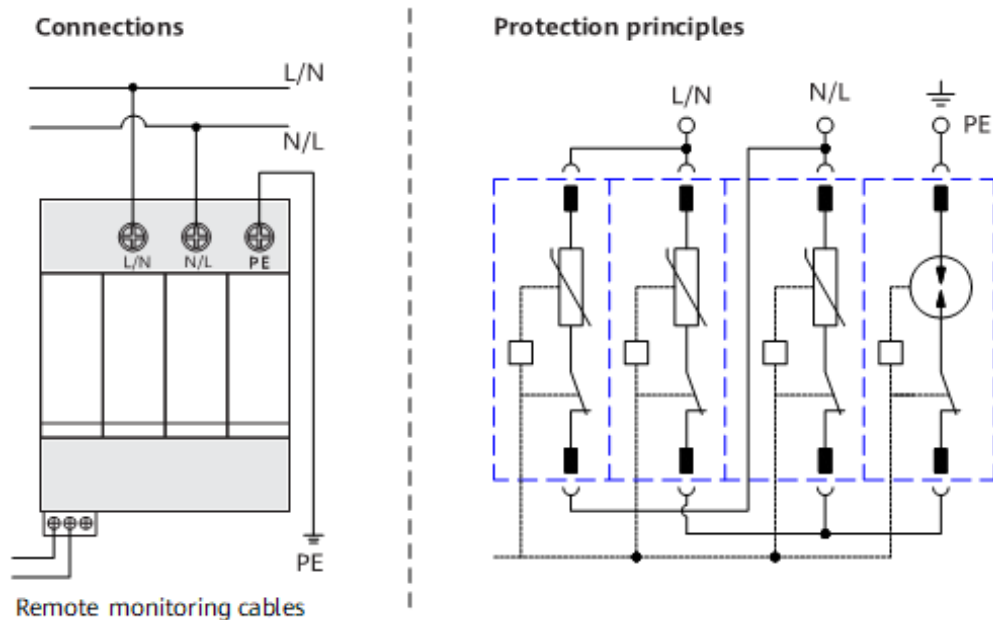 Connections
L/N
N/L
L/N N/L PE
PE
Remote monitoring cables
Protection principles
L/N N/L PE